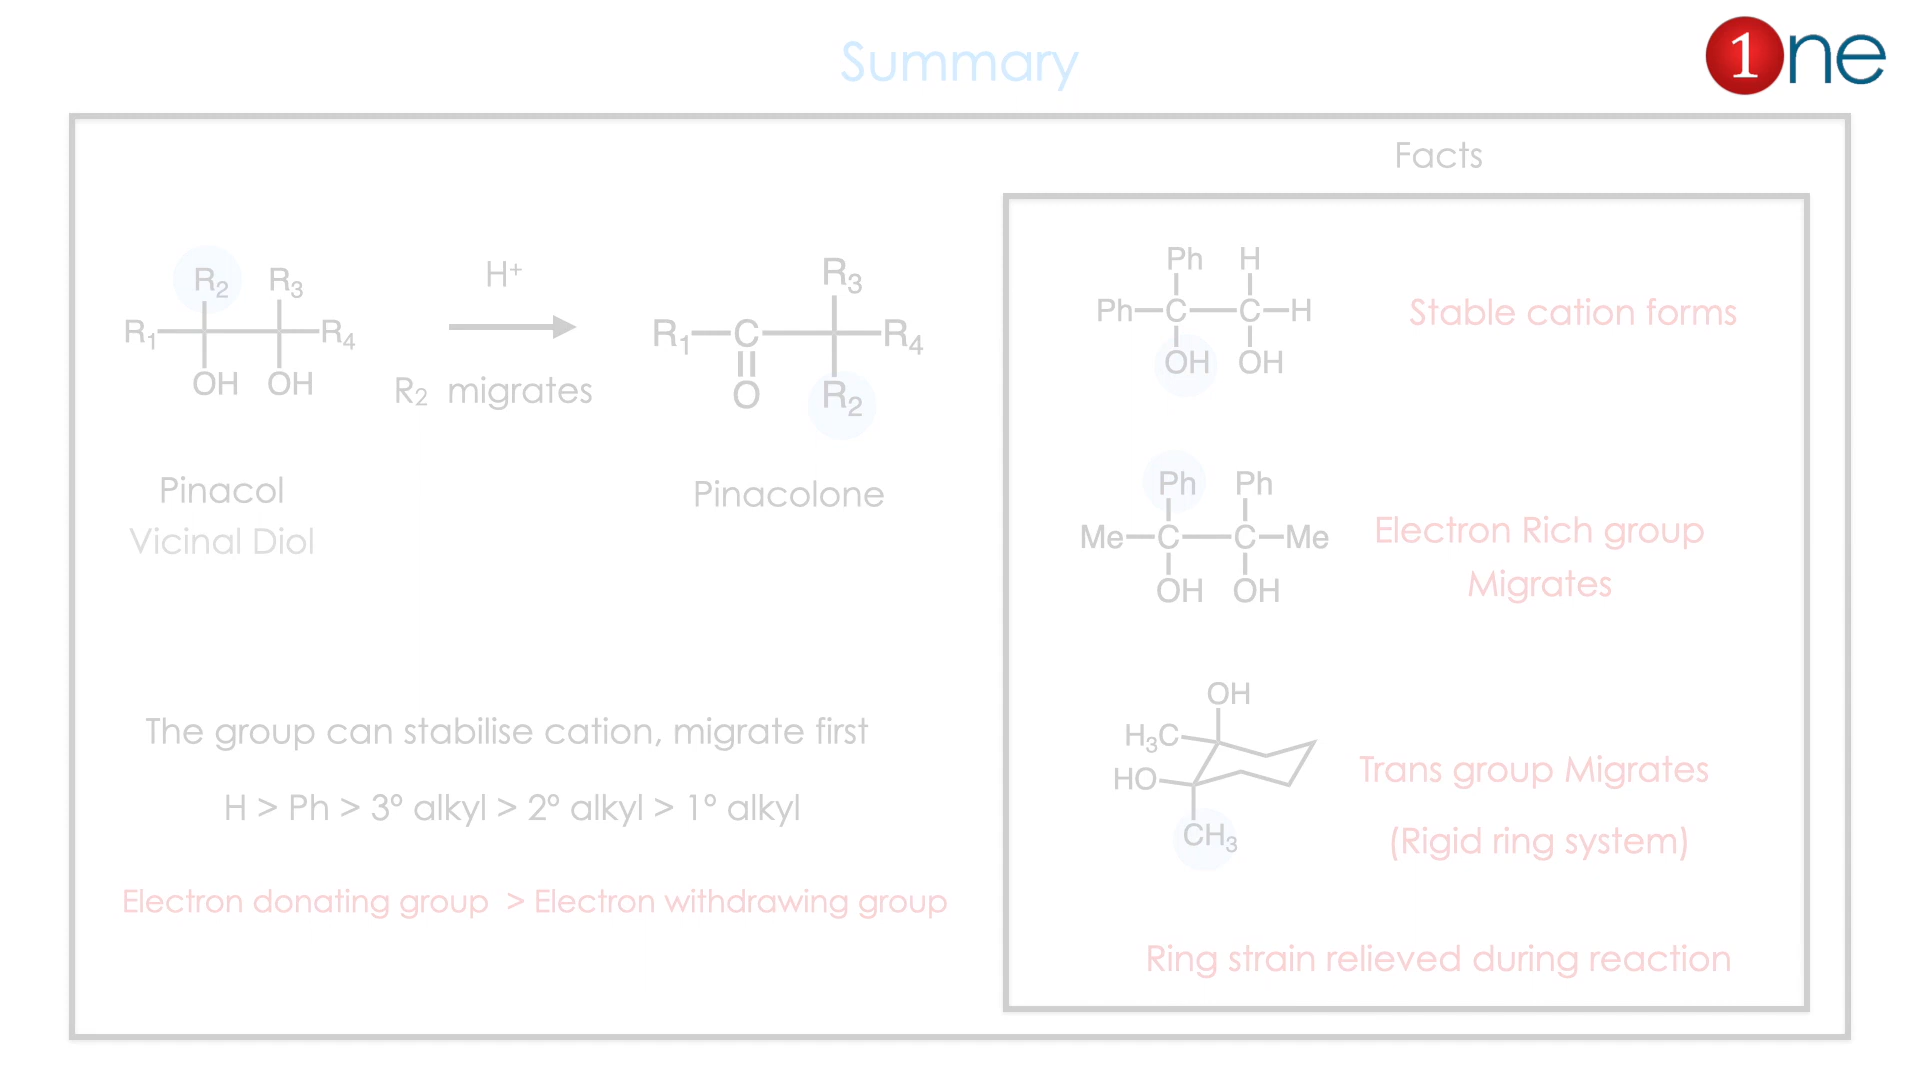 Summary
1ne
Facts
R2 R3
R1 R4
OH OH
H+
R2 migrates
R3
R1 C R4
O R2
Pinacol
Vicinal Diol
Pinacolone
The group can stabilise cation, migrate first
H > Ph > 3º alkyl > 2º alkyl > 1º alkyl
Electron donating group > Electron withdrawing group
Ph H
Ph C C H
OH OH
Stable cation forms
Ph Ph
Me C C Me
OH OH
Electron Rich group
Migrates
OH
H3C
HO
CH3
Trans group Migrates
(Rigid ring system)
Ring strain relieved during reaction